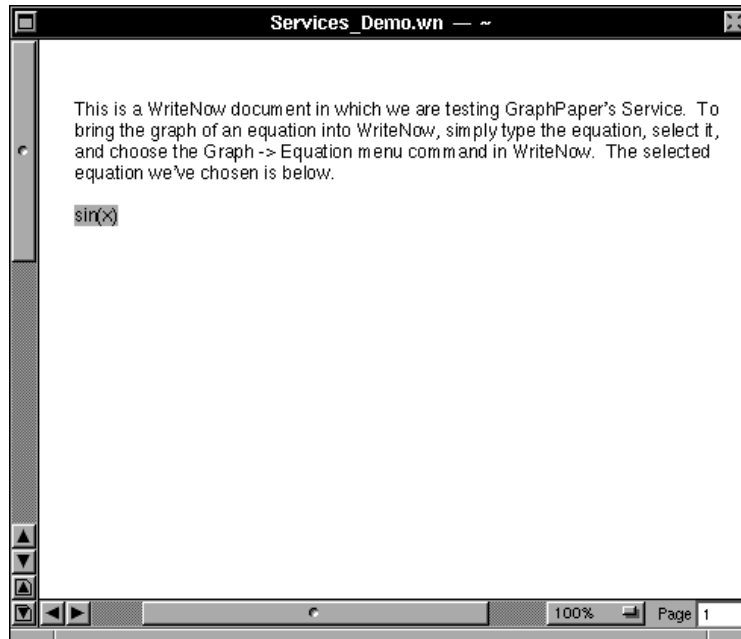 Services_Demo.wn — ~
This is a WriteNow document in which we are testing GraphPaper's Service.  To
bring the graph of an equation into WriteNow, simply type the equation, select it,
and choose the Graph -> Equation menu command in WriteNow.  The selected
equation we've chosen is below.
sin(x)
100% Page 1